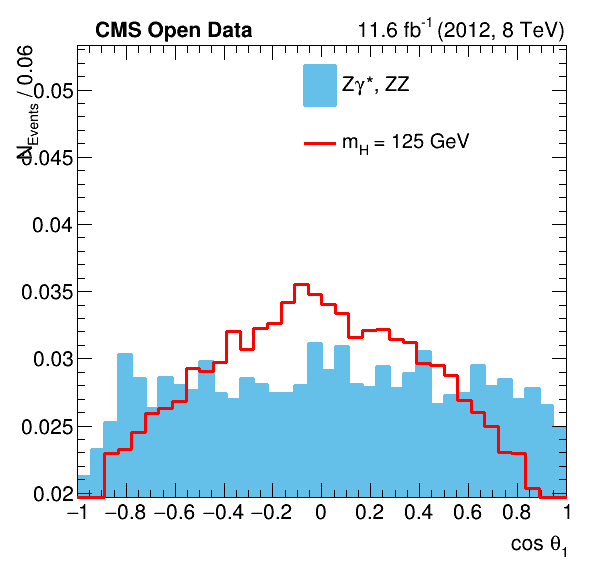 CMS Open Data 11.6 fb⁻¹ (2012, 8 TeV)
N_Events / 0.06
Zγ*, ZZ
m_H = 125 GeV
0.05
0.045
0.04
0.035
0.03
0.025
0.02
−1 −0.8 −0.6 −0.4 −0.2 0 0.2 0.4 0.6 0.8 1
cos θ₁